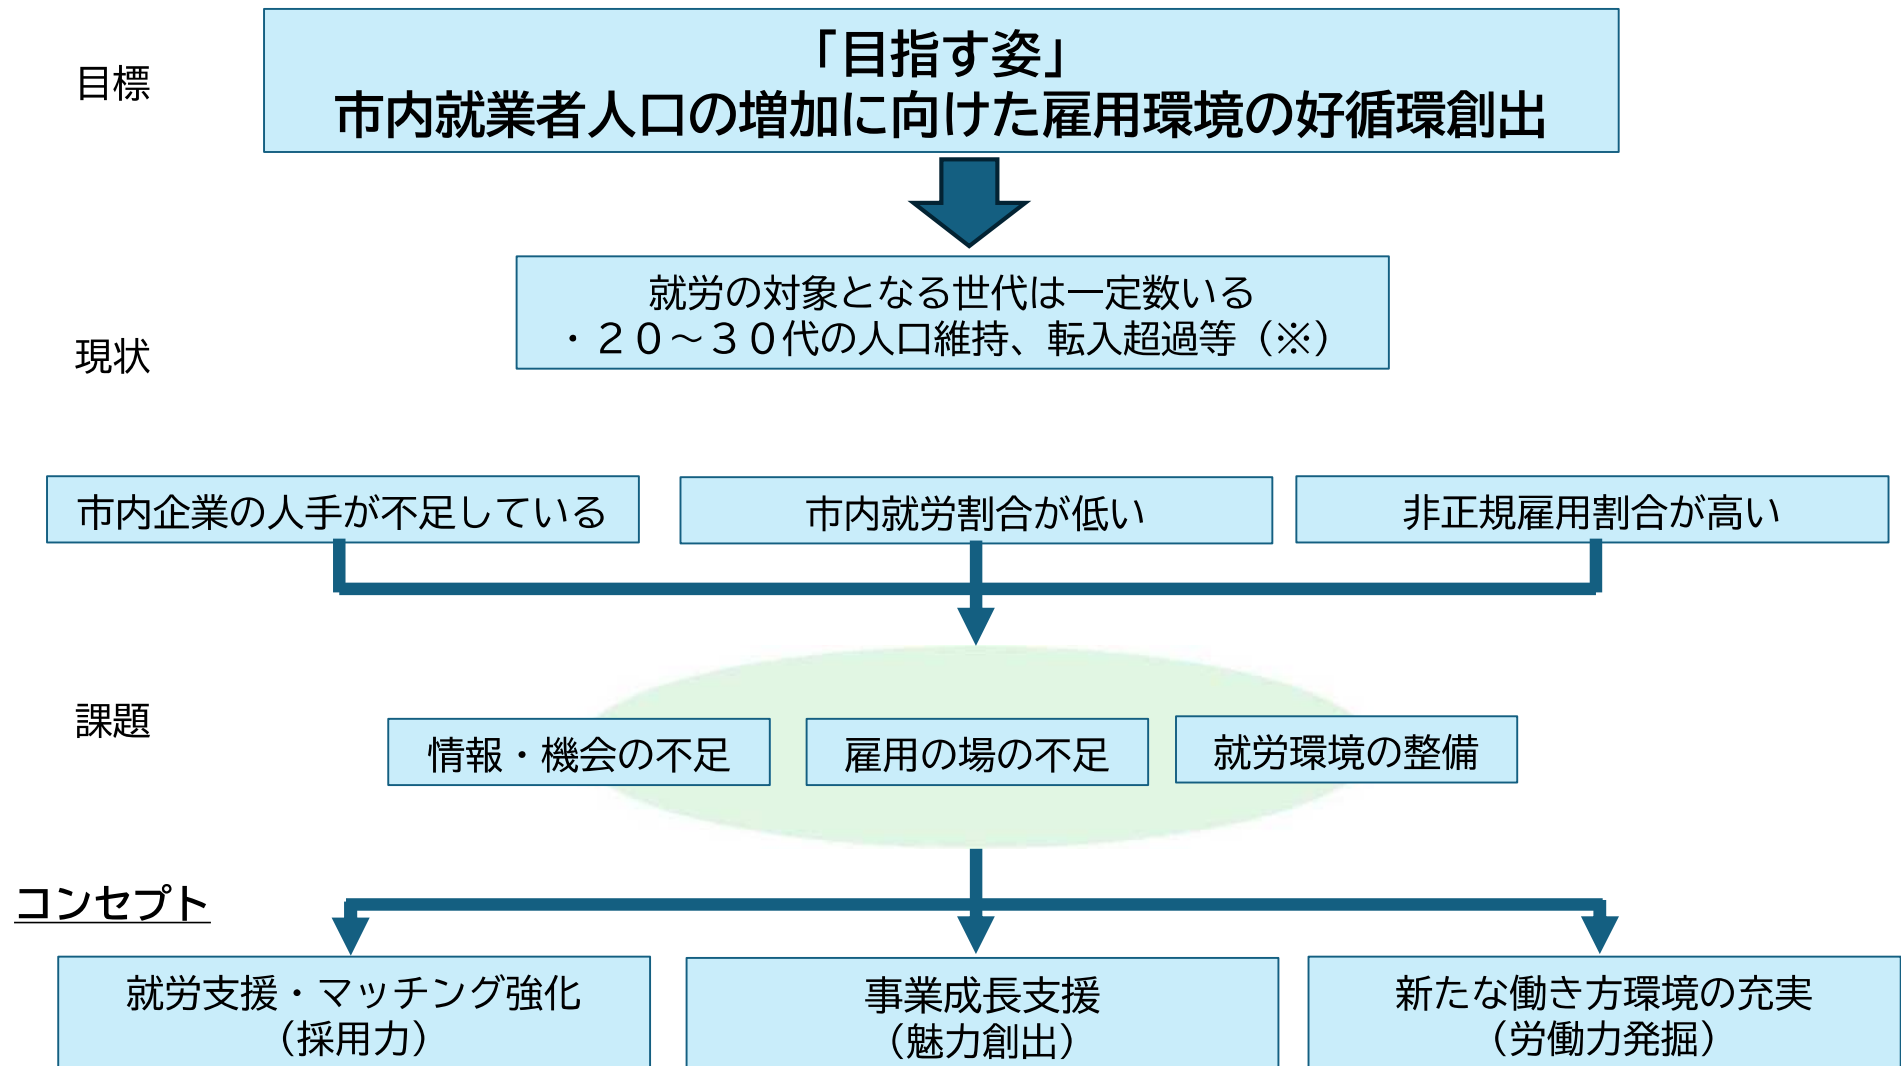 目標
「目指す姿」
市内就業者人口の増加に向けた雇用環境の好循環創出
現状
就労の対象となる世代は一定数いる
・２０～３０代の人口維持、転入超過等（※）
市内企業の人手が不足している
市内就労割合が低い
非正規雇用割合が高い
課題
情報・機会の不足
雇用の場の不足
就労環境の整備
コンセプト
就労支援・マッチング強化
（採用力）
事業成長支援
（魅力創出）
新たな働き方環境の充実
（労働力発掘）